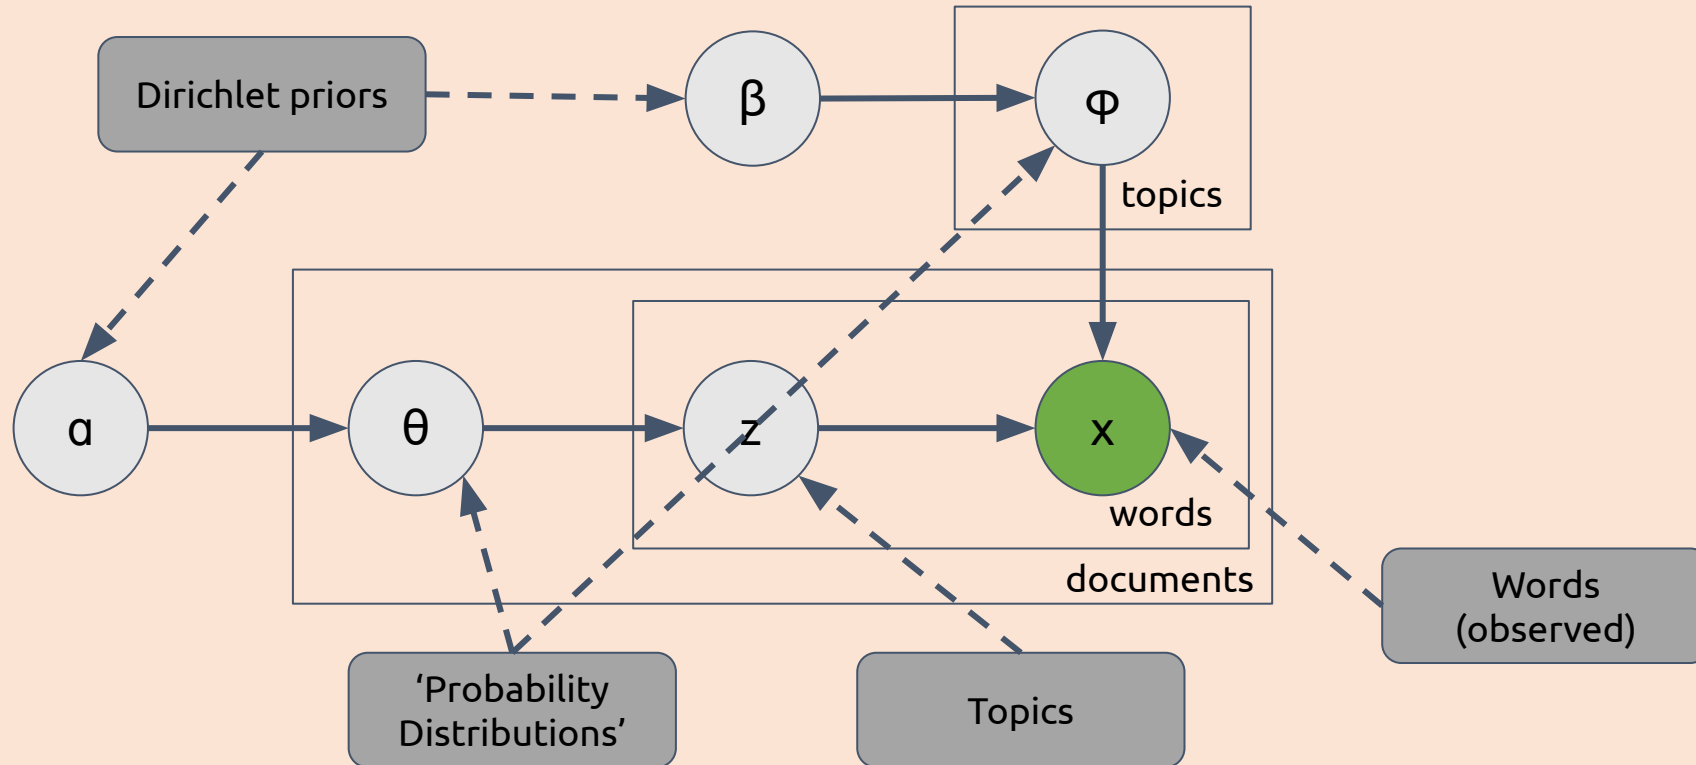 Dirichlet priors
β
φ
topics
α
θ
z
x
words
documents
Words
(observed)
‘Probability
Distributions’
Topics